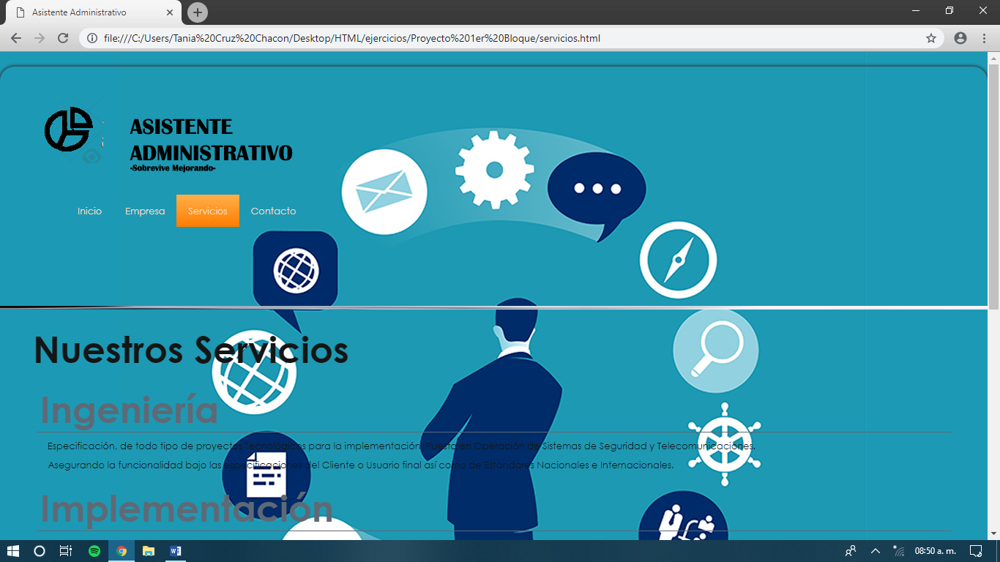 Asistente Administrativo
file:///C:/Users/Tania%20Cruz%20Chacon/Desktop/HTML/ejercicios/Proyecto%201er%20Bloque/servicios.html
ASISTENTE
ADMINISTRATIVO
-Sobrevive Mejorando-
Inicio Empresa Servicios Contacto
Nuestros Servicios
Ingeniería
Especificación, de todo tipo de proyectos Tecnológicos para la implementación, Puesta en Operación de Sistemas de Seguridad y Telecomunicaciones.
Asegurando la funcionalidad bajo las especificaciones del Cliente o Usuario final así como de Estándares Nacionales e Internacionales.
Implementación
08:50 a. m.